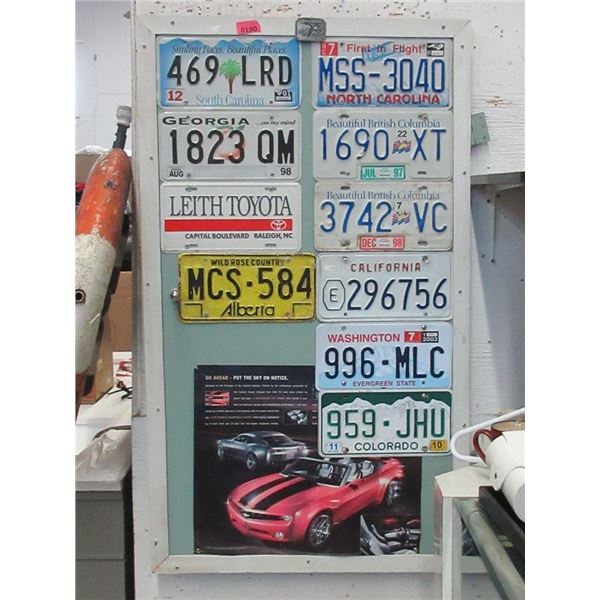 0190
Smiling Faces. Beautiful Places.
469 LRD
12 South Carolina
7 First in Flight
MSS-3040
NORTH CAROLINA
GEORGIA ...on my mind
1823 QM
AUG 98
Beautiful British Columbia
22
1690 XT
JUL 97
LEITH TOYOTA
CAPITAL BOULEVARD RALEIGH, NC
Beautiful British Columbia
7
3742 VC
DEC 98
WILD ROSE COUNTRY
MCS-584
Alberta
CALIFORNIA
E 296756
WASHINGTON 7 2003
996-MLC
EVERGREEN STATE
959-JHU
11 COLORADO 10
GO AHEAD - PUT THE SKY ON NOTICE.